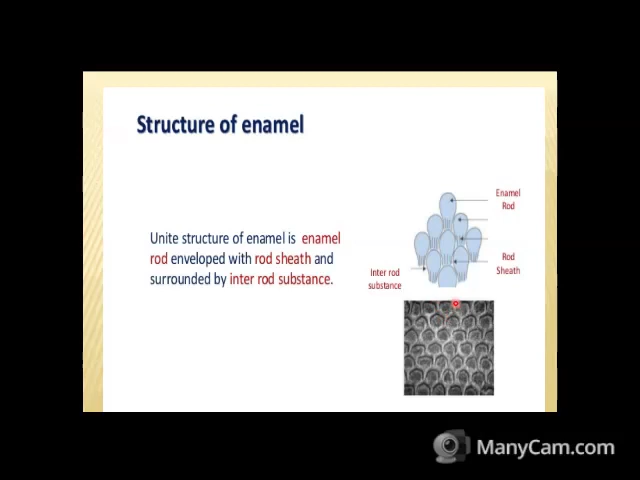 Structure of enamel
Enamel
Rod
Unite structure of enamel is enamel
rod enveloped with rod sheath and
surrounded by inter rod substance.
Rod
Sheath
Inter rod
substance
ManyCam.com